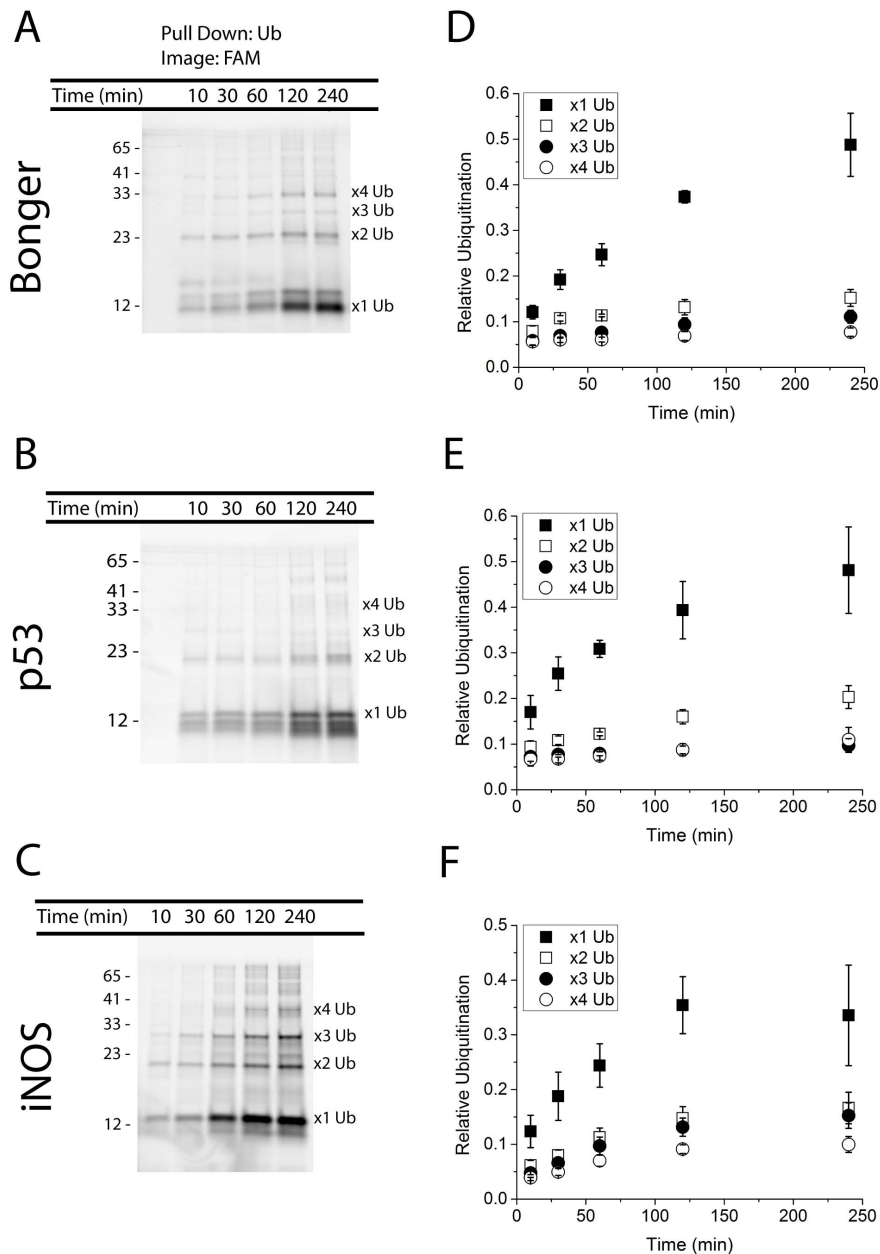 A
Pull Down: Ub
Image: FAM
Time (min) 10 30 60 120 240
65 -
41 -
33 -
23 -
12 -
x4 Ub
x3 Ub
x2 Ub
x1 Ub
Bonger
D
0.6
0.5
0.4
0.3
0.2
0.1
0.0
Relative Ubiquitination
x1 Ub
x2 Ub
x3 Ub
x4 Ub
0 50 100 150 200 250
Time (min)
B
Time (min) 10 30 60 120 240
65 -
41 -
33 -
23 -
12 -
x4 Ub
x3 Ub
x2 Ub
x1 Ub
p53
E
0.6
0.5
0.4
0.3
0.2
0.1
0.0
Relative Ubiquitination
x1 Ub
x2 Ub
x3 Ub
x4 Ub
0 50 100 150 200 250
Time (min)
C
Time (min) 10 30 60 120 240
65 -
41 -
33 -
23 -
12 -
x4 Ub
x3 Ub
x2 Ub
x1 Ub
iNOS
F
0.5
0.4
0.3
0.2
0.1
0.0
Relative Ubiquitination
x1 Ub
x2 Ub
x3 Ub
x4 Ub
0 50 100 150 200 250
Time (min)